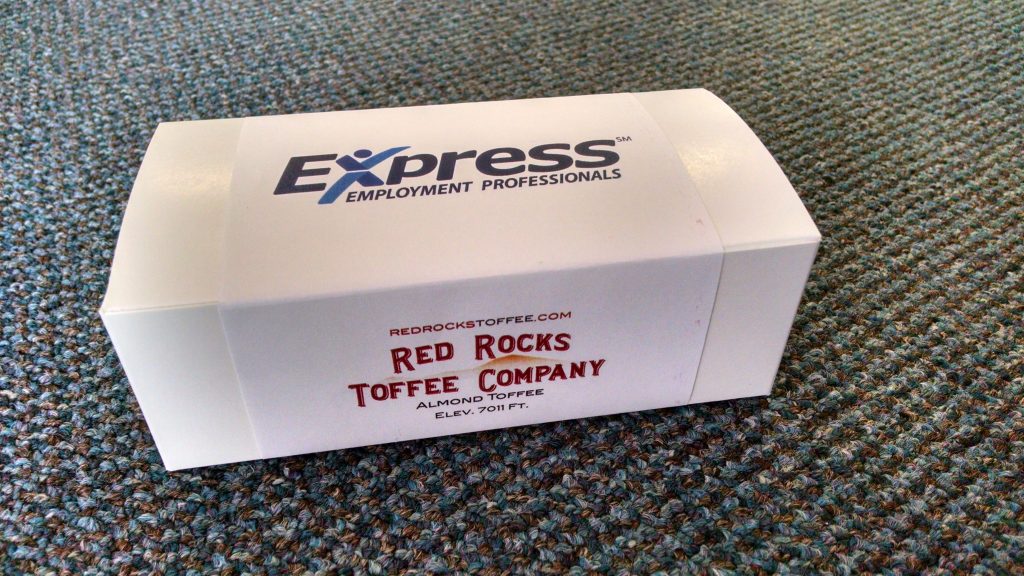 Express℠
EMPLOYMENT PROFESSIONALS
REDROCKSTOFFEE.COM
RED ROCKS
TOFFEE COMPANY
ALMOND TOFFEE
ELEV. 7011 FT.